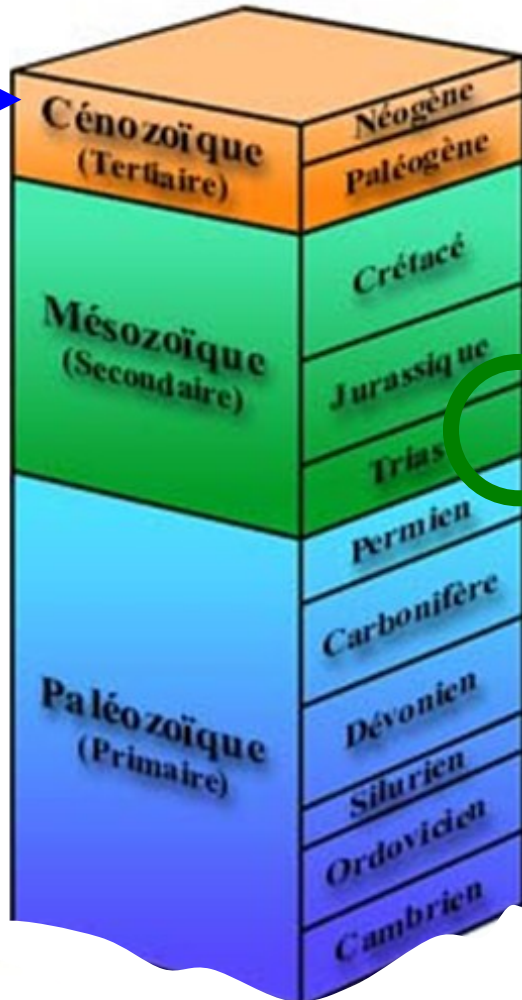 Cénozoïque
(Tertiaire)
Néogène
Paléogène
Mésozoïque
(Secondaire)
Crétacé
Jurassique
Trias
Paléozoïque
(Primaire)
Permien
Carbonifère
Dévonien
Silurien
Ordovicien
Cambrien